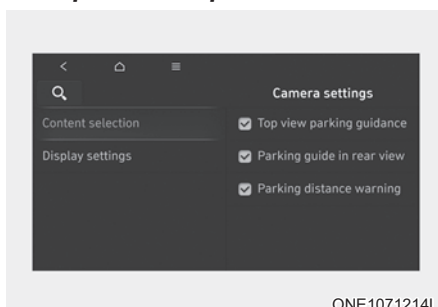 Camera settings
Content selection
Top view parking guidance
Display settings
Parking guide in rear view
Parking distance warning
ONE1071214L